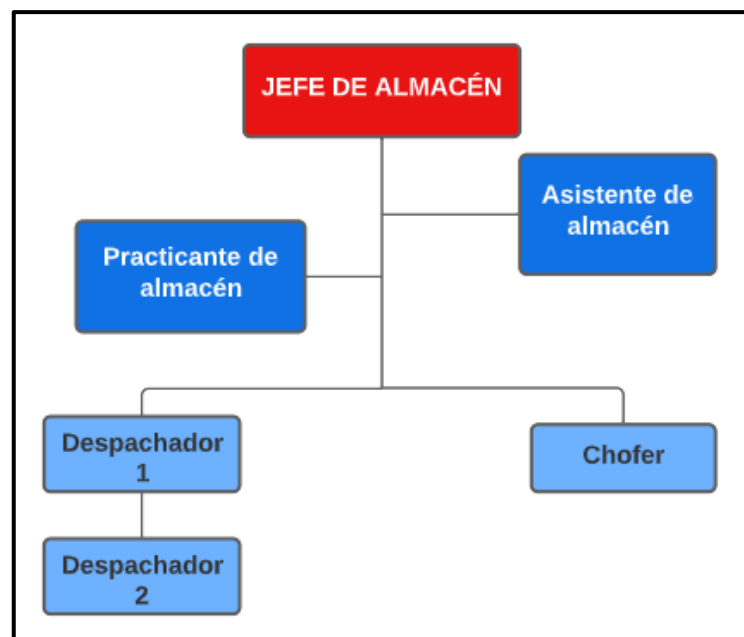 JEFE DE ALMACÉN
Asistente de
almacén
Practicante de
almacén
Despachador
1
Chofer
Despachador
2